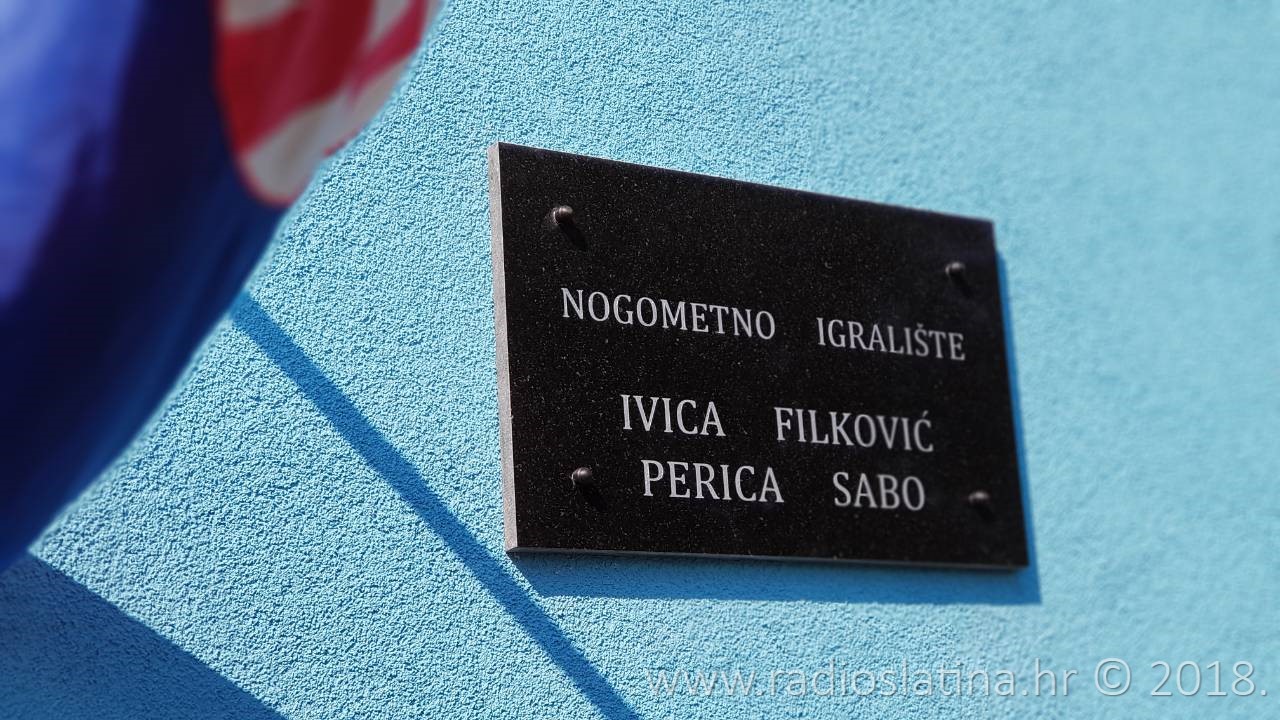 NOGOMETNO IGRALIŠTE
IVICA FILKOVIĆ
PERICA SABO
www.radioslatina.hr © 2018.